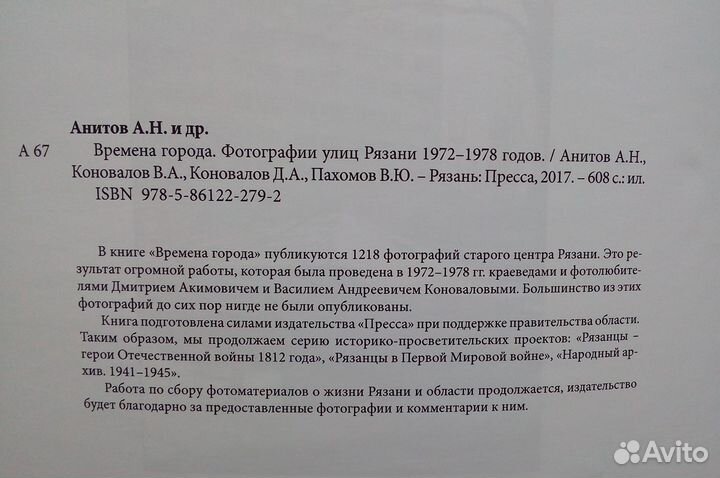 Анитов А.Н. и др.
А 67 Времена города. Фотографии улиц Рязани 1972–1978 годов. / Анитов А.Н.,
Коновалов В.А., Коновалов Д.А., Пахомов В.Ю. – Рязань: Пресса, 2017. – 608 с.: ил.
ISBN 978-5-86122-279-2
В книге «Времена города» публикуются 1218 фотографий старого центра Рязани. Это ре-
зультат огромной работы, которая была проведена в 1972–1978 гг. краеведами и фотолюбите-
лями Дмитрием Акимовичем и Василием Андреевичем Коноваловыми. Большинство из этих
фотографий до сих пор нигде не были опубликованы.
Книга подготовлена силами издательства «Пресса» при поддержке правительства области.
Таким образом, мы продолжаем серию историко-просветительских проектов: «Рязанцы –
герои Отечественной войны 1812 года», «Рязанцы в Первой Мировой войне», «Народный ар-
хив. 1941–1945».
Работа по сбору фотоматериалов о жизни Рязани и области продолжается, издательство
будет благодарно за предоставленные фотографии и комментарии к ним.
Avito